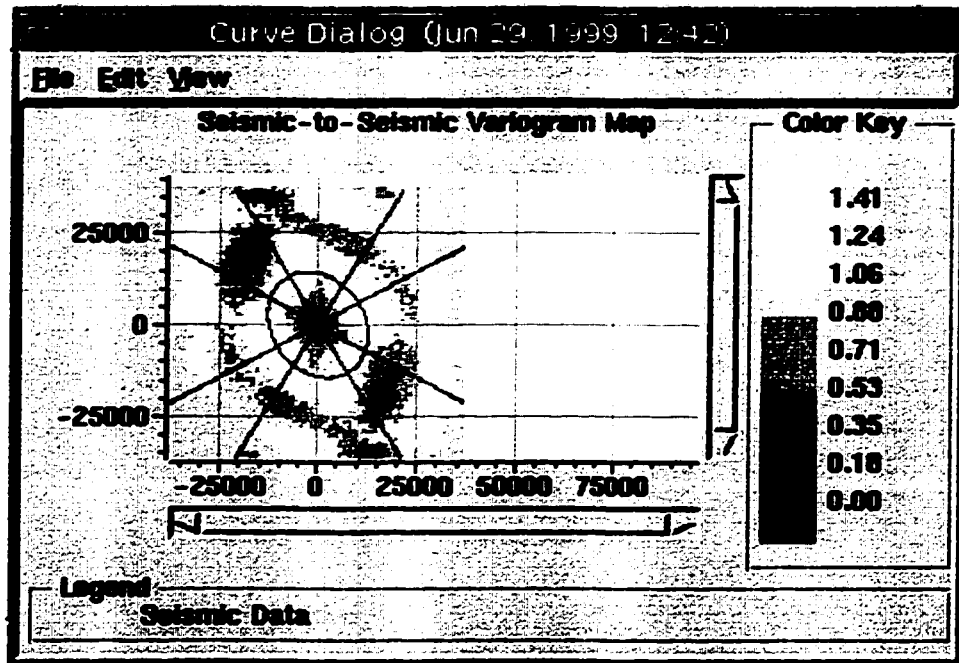 Curve Dialog (Jun 29, 1999 12:42)
File Edit View
Seismic-to-Seismic Variogram Map
Color Key
1.41
1.24
1.06
0.88
0.71
0.53
0.35
0.18
0.00
25000
0
-25000
-25000 0 25000 50000 75000
Legend
Seismic Data